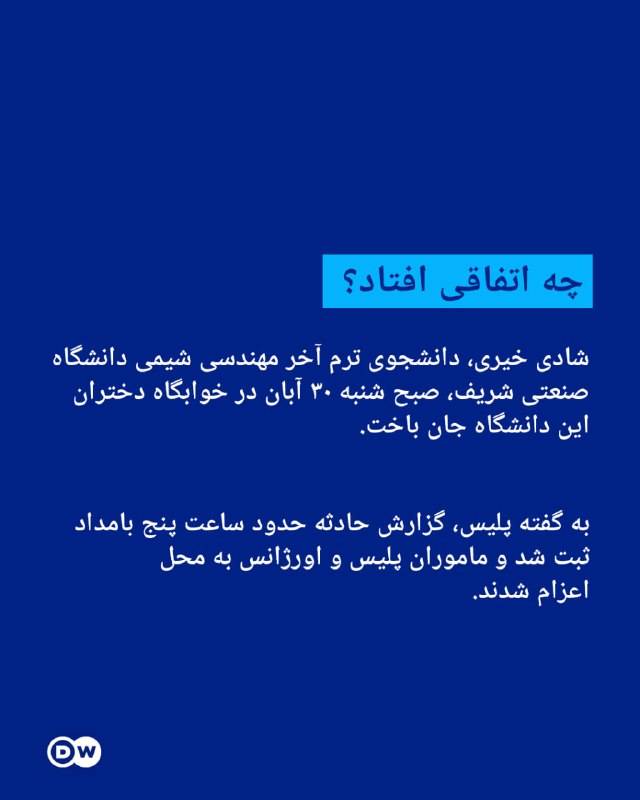 چه اتفاقی افتاد؟
شادی خیری، دانشجوی ترم آخر مهندسی شیمی دانشگاه
صنعتی شریف، صبح شنبه ۳۰ آبان در خوابگاه دختران
این دانشگاه جان باخت.
به گفته پلیس، گزارش حادثه حدود ساعت پنج بامداد
ثبت شد و ماموران پلیس و اورژانس به محل
اعزام شدند.
DW